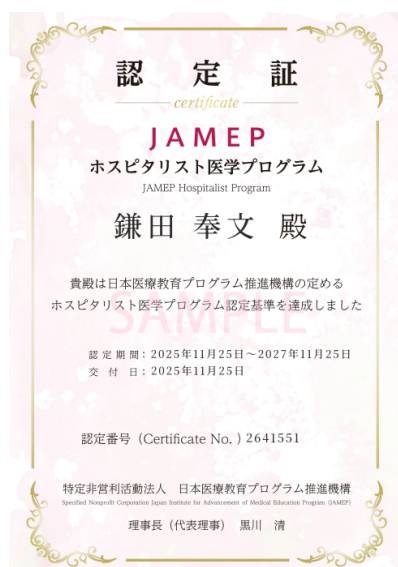 認定証
certificate
JAMEP
ホスピタリスト医学プログラム
JAMEP Hospitalist Program
鎌田 奉文 殿
貴殿は日本医療教育プログラム推進機構の定める
ホスピタリスト医学プログラム認定基準を達成しました
SAMPLE
認定期間：2025年11月25日～2027年11月25日
交付日：2025年11月25日
認定番号（Certificate No.）2641551
特定非営利活動法人　日本医療教育プログラム推進機構
Specified Nonprofit Corporation Japan Institute for Advancement of Medical Education Program (JAMEP)
理事長（代表理事）　黒川　清